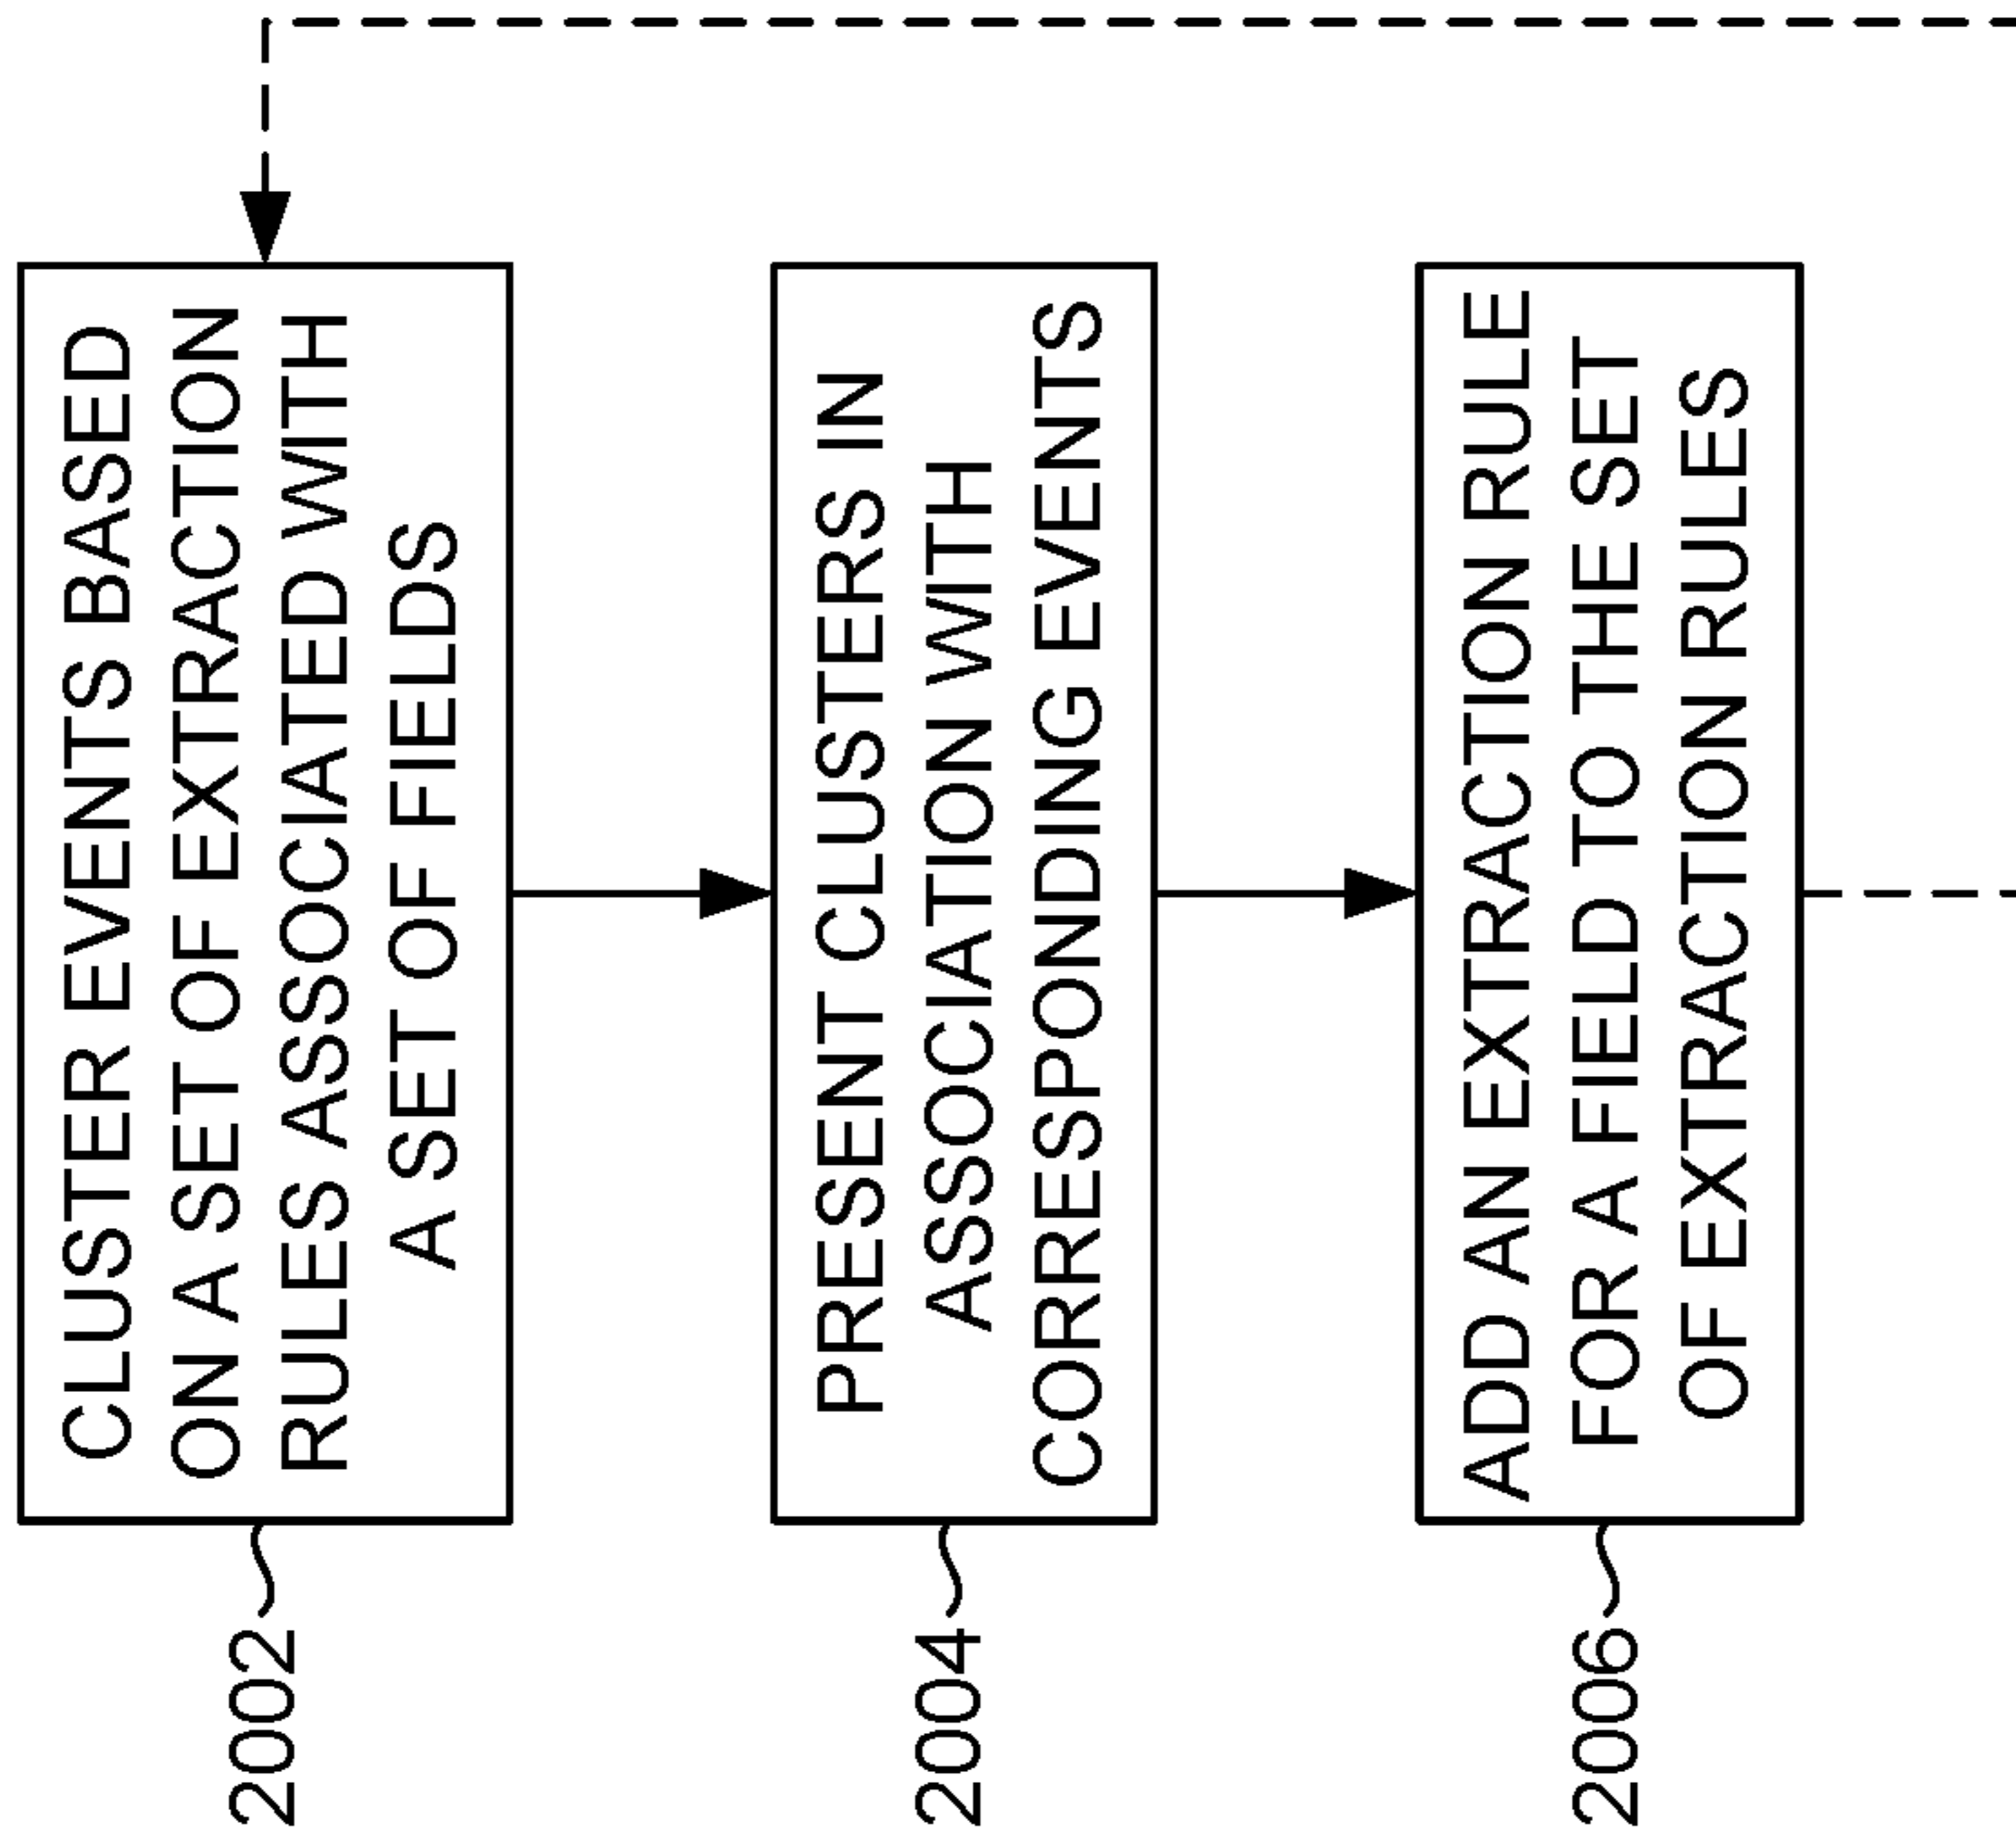 2002
CLUSTER EVENTS BASED
ON A SET OF EXTRACTION
RULES ASSOCIATED WITH
A SET OF FIELDS
2004
PRESENT CLUSTERS IN
ASSOCIATION WITH
CORRESPONDING EVENTS
2006
ADD AN EXTRACTION RULE
FOR A FIELD TO THE SET
OF EXTRACTION RULES